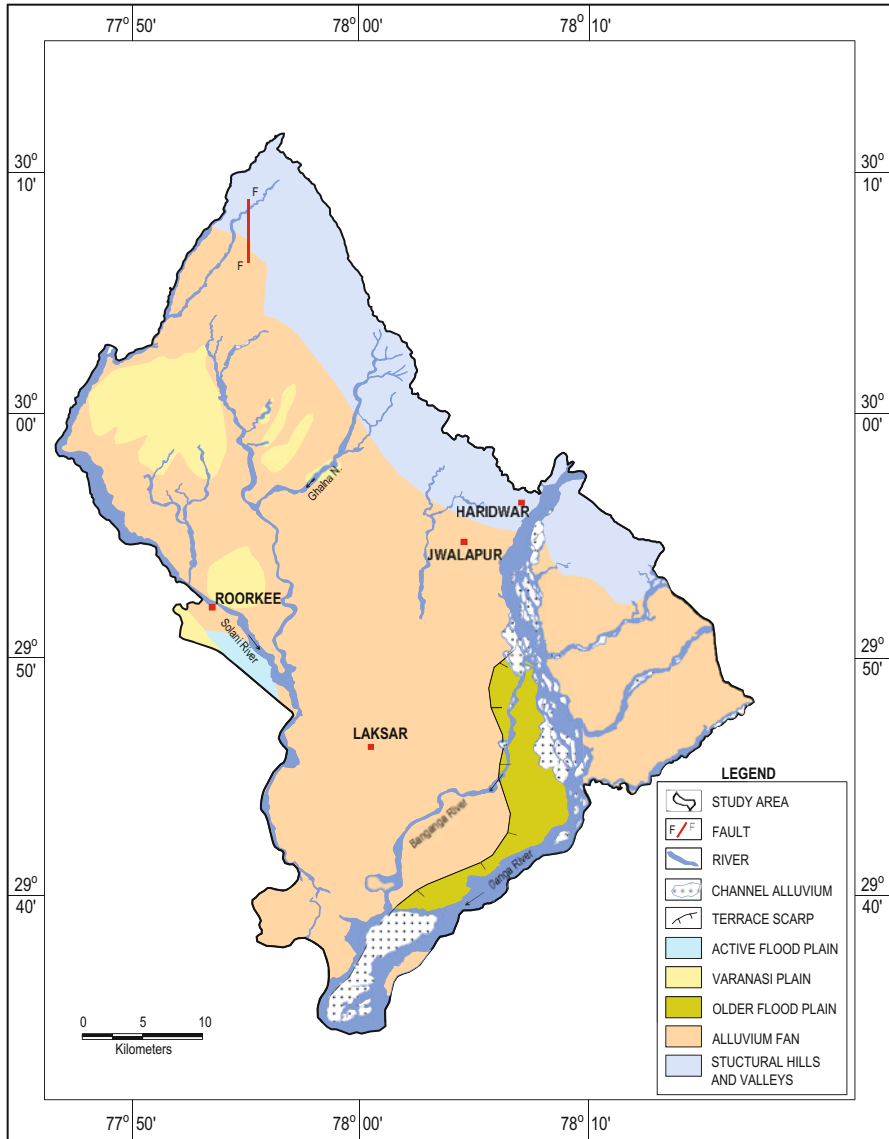 77° 50' 78° 00' 78° 10'
30° 10' 30° 10'
F
F
30° 00' 30° 00'
Ghalha N.
HARIDWAR
JWALAPUR
ROORKEE
Solani River
29° 50' 29° 50'
LAKSAR
Banganga River
Danga River
29° 40' 29° 40'
LEGEND
STUDY AREA
F F FAULT
RIVER
CHANNEL ALLUVIUM
TERRACE SCARP
ACTIVE FLOOD PLAIN
VARANASI PLAIN
OLDER FLOOD PLAIN
ALLUVIUM FAN
STUCTURAL HILLS
AND VALLEYS
0 5 10
Kilometers
77° 50' 78° 00' 78° 10'